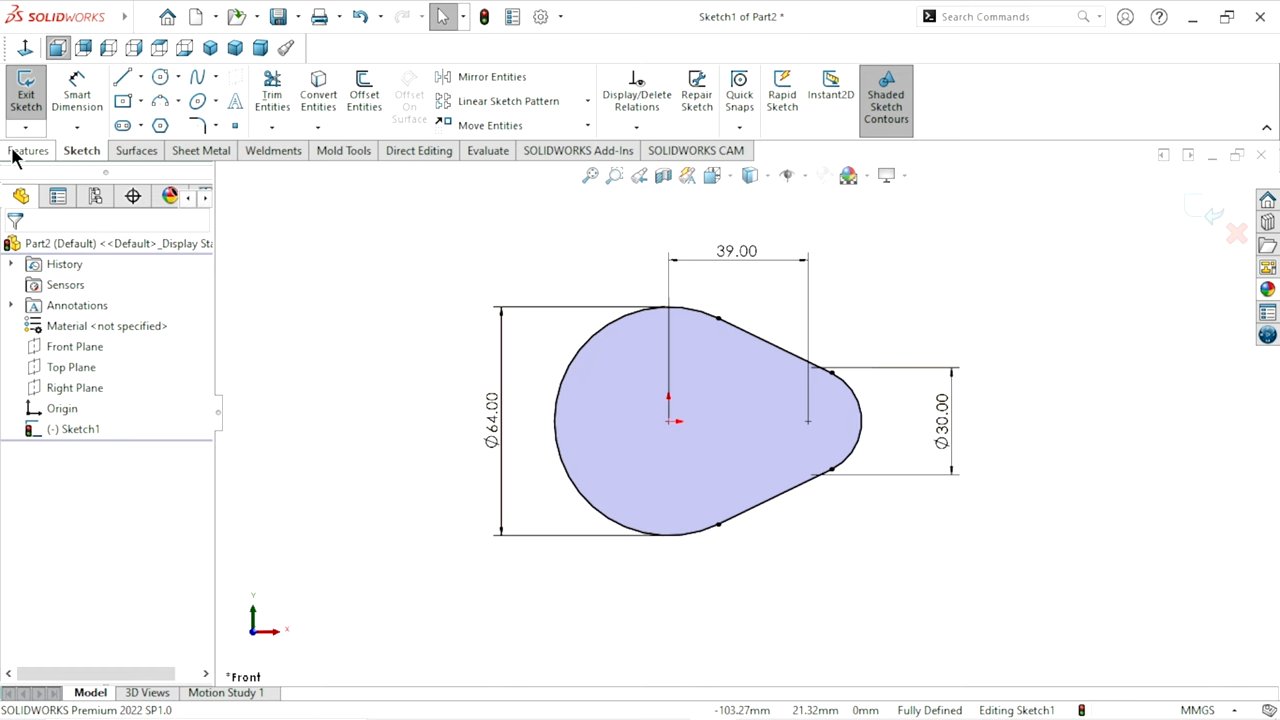 SOLIDWORKS
Sketch1 of Part2 *
Search Commands
Exit Sketch
Smart Dimension
Trim Entities
Convert Entities
Offset Entities
Offset On Surface
Mirror Entities
Linear Sketch Pattern
Move Entities
Display/Delete Relations
Repair Sketch
Quick Snaps
Rapid Sketch
Instant2D
Shaded Sketch Contours
Features
Sketch
Surfaces
Sheet Metal
Weldments
Mold Tools
Direct Editing
Evaluate
SOLIDWORKS Add-Ins
SOLIDWORKS CAM
Part2 (Default) <<Default>_Display Sta
History
Sensors
Annotations
Material <not specified>
Front Plane
Top Plane
Right Plane
Origin
(-) Sketch1
39.00
∅64.00
∅30.00
Y
X
*Front
Model
3D Views
Motion Study 1
SOLIDWORKS Premium 2022 SP1.0
-103.27mm
21.32mm
0mm
Fully Defined
Editing Sketch1
MMGS